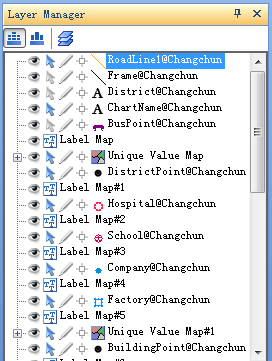 Layer Manager
RoadLine1@Changchun
Frame@Changchun
A District@Changchun
A ChartName@Changchun
BusPoint@Changchun
Label Map
Unique Value Map
DistrictPoint@Changchun
Label Map#1
Hospital@Changchun
Label Map#2
School@Changchun
Label Map#3
Company@Changchun
Label Map#4
Factory@Changchun
Label Map#5
Unique Value Map#1
BuildingPoint@Changchun